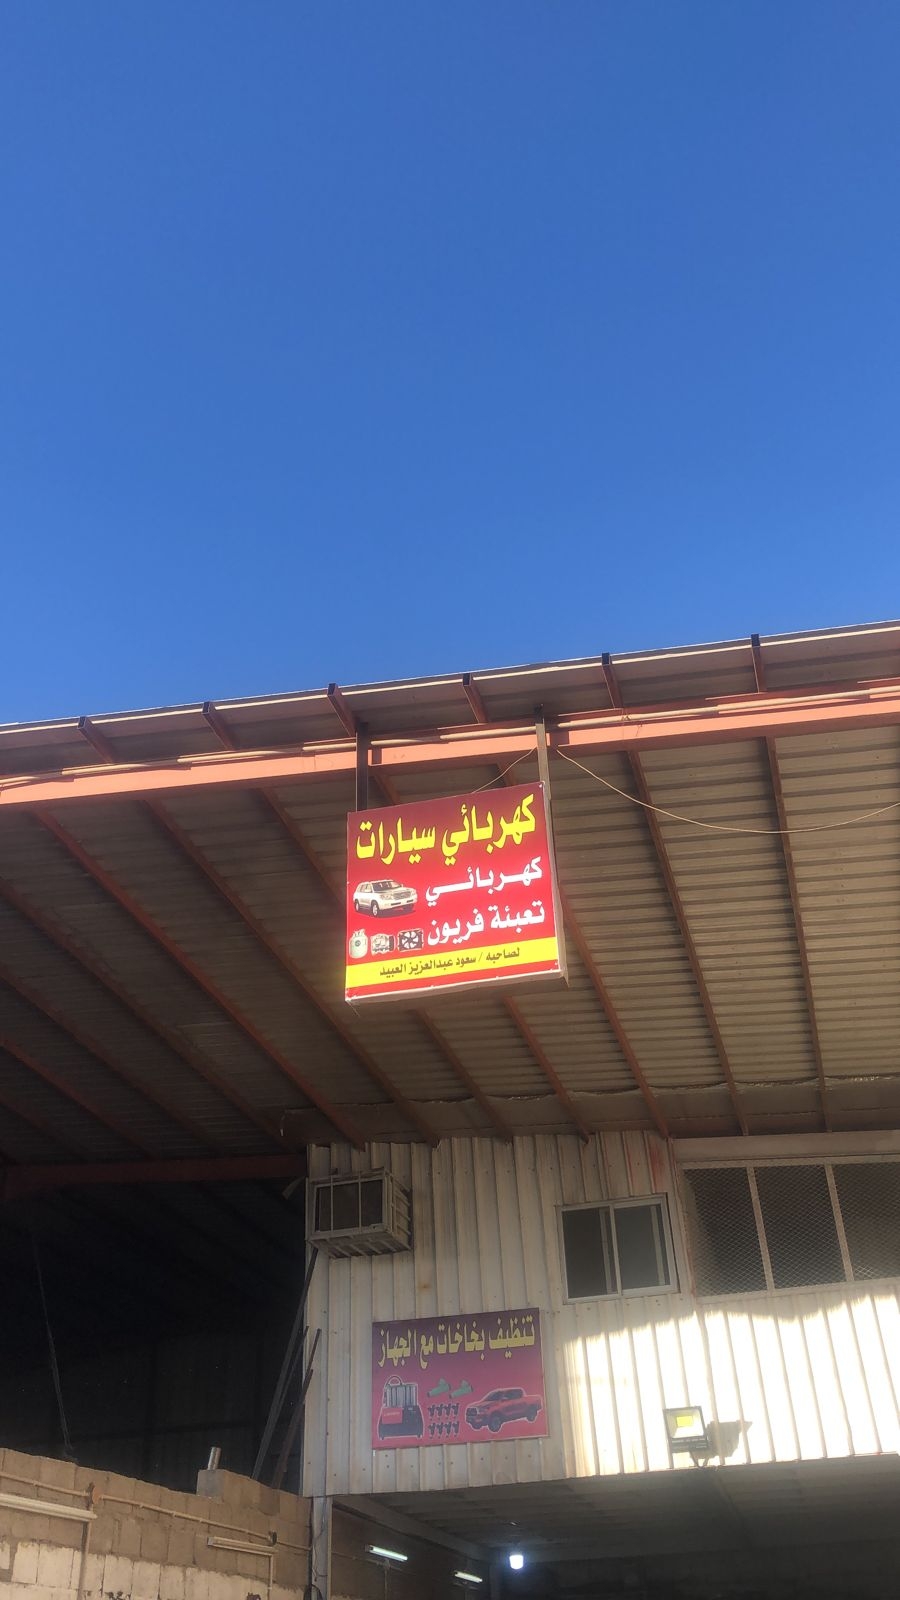 كهربائي سيارات
كهربائي
تعبئة فريون
لصاحبه / سعود عبدالعزيز العبيد
تنظيف بخاخات مع الجهاز